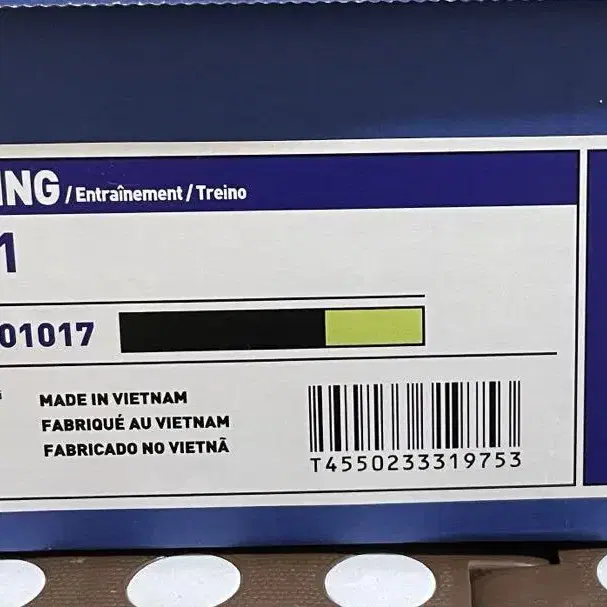 ING / Entraînement / Treino
1
01017
MADE IN VIETNAM
FABRIQUÉ AU VIETNAM
FABRICADO NO VIETNÃ
T4550233319753